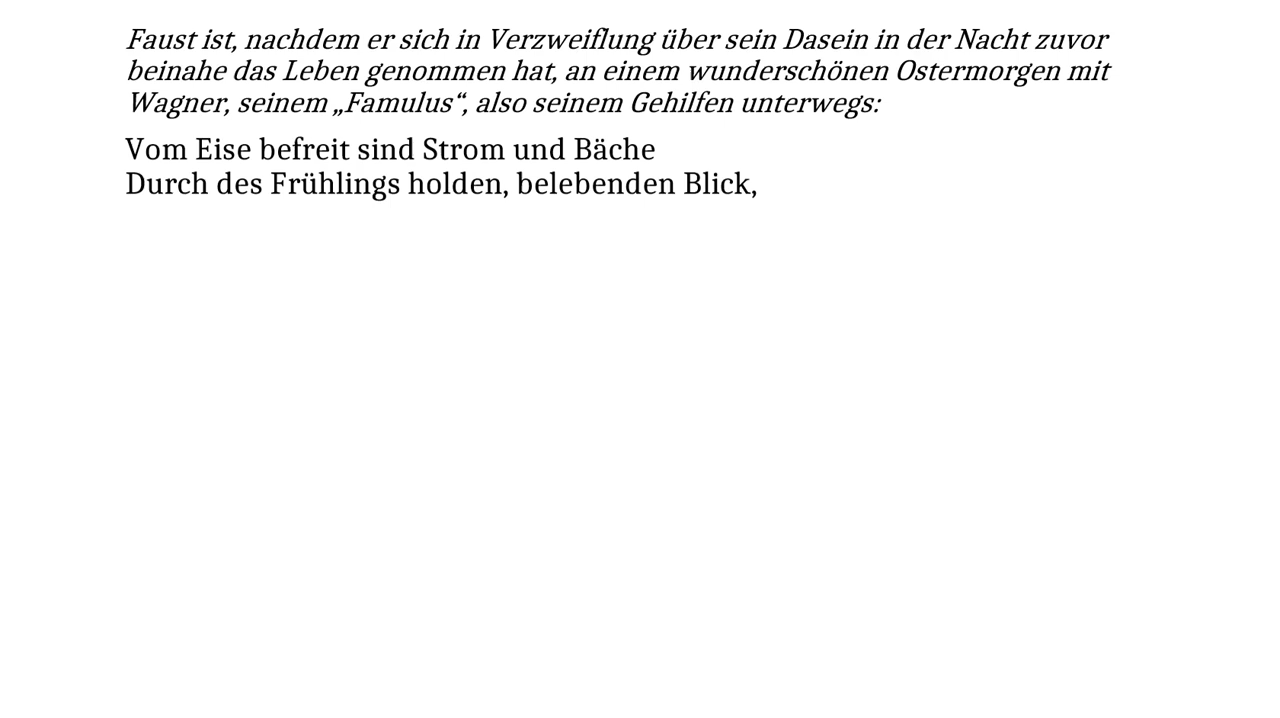 Faust ist, nachdem er sich in Verzweiflung über sein Dasein in der Nacht zuvor
beinahe das Leben genommen hat, an einem wunderschönen Ostermorgen mit
Wagner, seinem „Famulus“, also seinem Gehilfen unterwegs:
Vom Eise befreit sind Strom und Bäche
Durch des Frühlings holden, belebenden Blick,